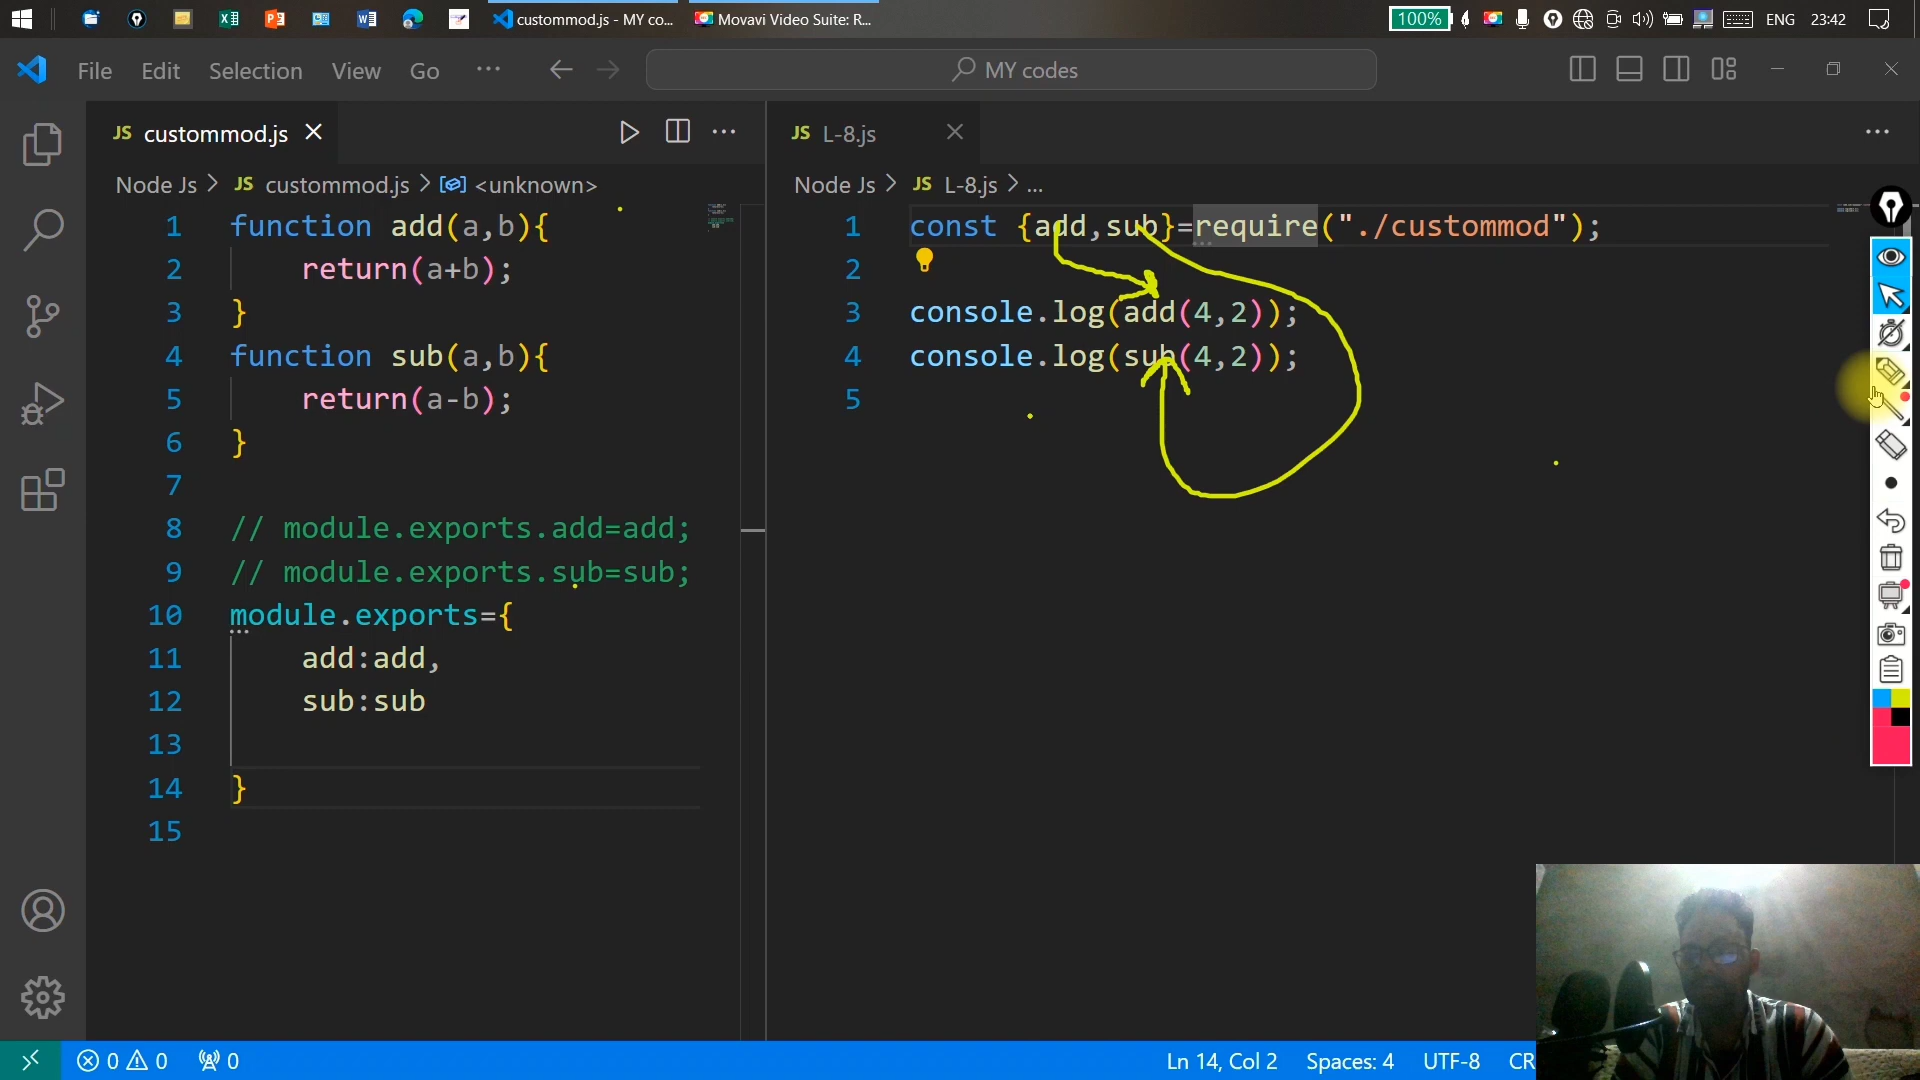 custommod.js - MY co...
Movavi Video Suite: R...
100%
ENG
23:42
File Edit Selection View Go ...
MY codes
JS custommod.js
JS L-8.js
Node Js > JS custommod.js > <unknown>
Node Js > JS L-8.js > ...
1 function add(a,b){
2 return(a+b);
3 }
4 function sub(a,b){
5 return(a-b);
6 }
7
8 // module.exports.add=add;
9 // module.exports.sub=sub;
10 module.exports={
11 add:add,
12 sub:sub
13
14 }
15
1 const {add,sub}=require("./custommod");
2
3 console.log(add(4,2));
4 console.log(sub(4,2));
5
0 0 0
Ln 14, Col 2 Spaces: 4 UTF-8 CR